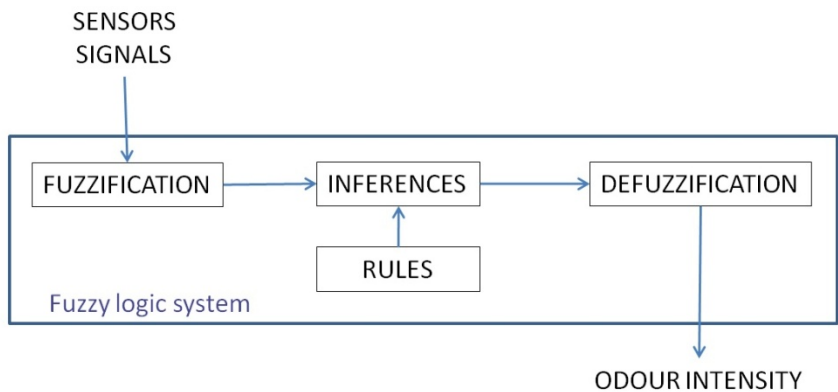 SENSORS
SIGNALS
FUZZIFICATION
INFERENCES
DEFUZZIFICATION
RULES
Fuzzy logic system
ODOUR INTENSITY